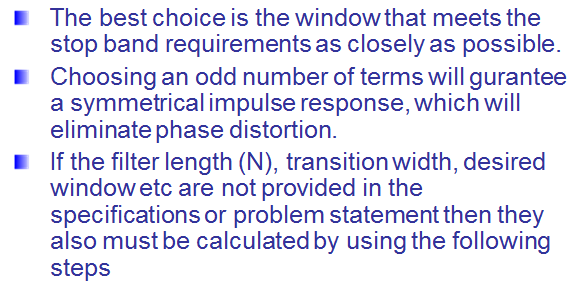 The best choice is the window that meets the
stop band requirements as closely as possible.
Choosing an odd number of terms will gurantee
a symmetrical impulse response, which will
eliminate phase distortion.
If the filter length (N), transition width, desired
window etc are not provided in the
specifications or problem statement then they
also must be calculated by using the following
steps